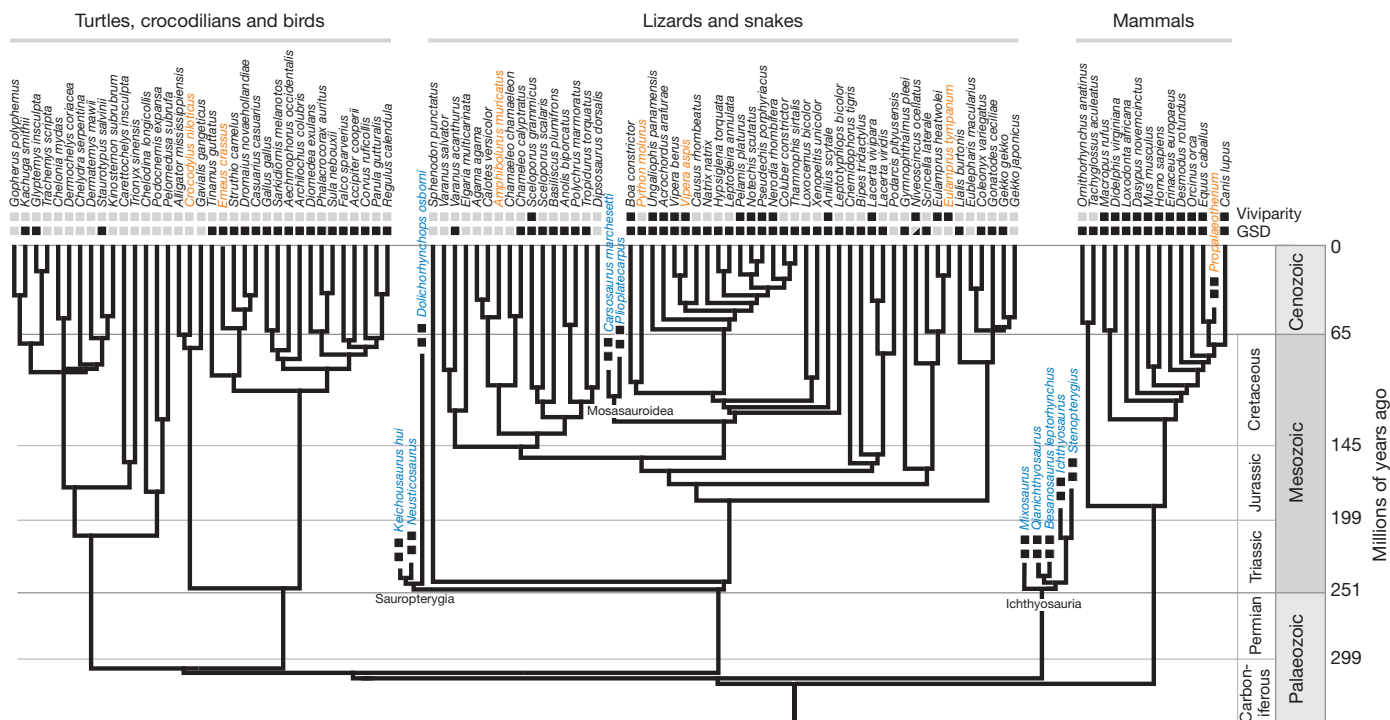 Turtles, crocodilians and birds
Lizards and snakes
Mammals
Gopherus polyphemus
Kachuga smithii
Glyptemys insculpta
Trachemys scripta
Chelonia mydas
Dermochelys coriacea
Chelydra serpentina
Dermatemys mawii
Staurotypus salvinii
Kinosternon subrubrum
Carettochelys insculpta
Trionyx sinensis
Chelodina longicollis
Podocnemis expansa
Pelomedusa subrufa
Alligator mississippiensis
Crocodylus niloticus
Gavialis gangeticus
Tinamus guttatus
Emeus crassus
Struthio camelus
Dromaius novaehollandiae
Casuarius casuarius
Gallus gallus
Sarkidiornis melanotos
Aechmophorus occidentalis
Archilochus colubris
Diomedea exulans
Phalacrocorax auritus
Sula nebouxii
Falco sparverius
Accipiter cooperii
Corvus ruficollis
Parula gutturalis
Regulus calendula
Dolichorhynchops osborni
Sphenodon punctatus
Varanus salvator
Varanus acanthurus
Elgaria multicarinata
Agama agama
Calotes versicolor
Amphibolurus muricatus
Chamaeleo chamaeleon
Chameleo calyptratus
Sceloporus grammicus
Sceloporus scalaris
Basiliscus plumifrons
Anolis biporcatus
Polychrus marmoratus
Tropidurus torquatus
Dipsosaurus dorsalis
Carsosaurus marchesetti
Plioplatecarpus
Boa constrictor
Python molurus
Ungaliophis panamensis
Acrochordus arafurae
Vipera berus
Vipera aspis
Causus rhombeatus
Natrix natrix
Hypsiglena torquata
Leptodeira annulata
Pelamis platurus
Notechis scutatus
Pseudechis porphyriacus
Nerodia rhombifera
Coluber constrictor
Thamnophis sirtalis
Loxocemus bicolor
Xenopeltis unicolor
Anilius scytale
Leptotyphlops bicolor
Cnemidophorus tigris
Bipes tridactylus
Lacerta vivipara
Lacerta agilis
Podarcis pityusensis
Gymnophthalmus pleei
Niveoscincus ocellatus
Scincella laterale
Eulamprus heatwolei
Eulamprus tympanum
Lialis burtonis
Eublepharis macularius
Coleonyx variegatus
Gonatodes ceciliae
Gekko gekko
Gekko japonicus
Ornithorhynchus anatinus
Tachyglossus aculeatus
Macropus rufus
Didelphis virginiana
Loxodonta africana
Dasypus novemcinctus
Mus musculus
Homo sapiens
Erinaceus europaeus
Desmodus rotundus
Orcinus orca
Equus caballus
Propalaeotherium
Canis lupus
Viviparity
GSD
Keichousaurus hui
Neusticosaurus
Sauropterygia
Mosasauroidea
Mixosaurus
Qianichthyosaurus
Besanosaurus leptorhynchus
Ichthyosaurus
Stenopterygius
Ichthyosauria
Cretaceous
Jurassic
Triassic
Permian
Carbon-
iferous
Cenozoic
Mesozoic
Palaeozoic
0
65
145
199
251
299
Millions of years ago